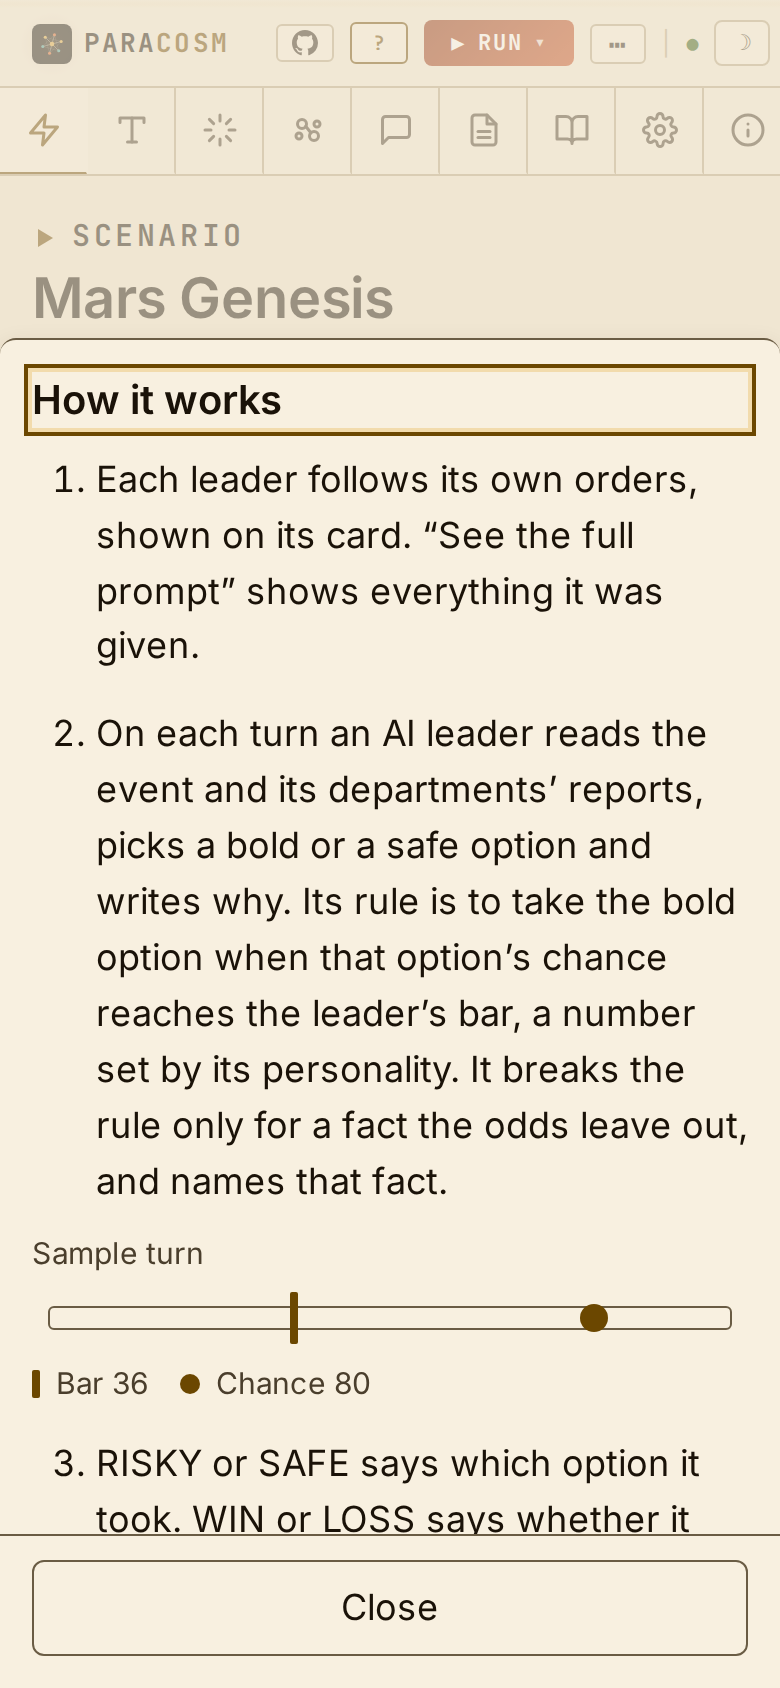 PARACOSM
?
▶ RUN ▾
…
SCENARIO
Mars Genesis
How it works
1. Each leader follows its own orders,
shown on its card. “See the full
prompt” shows everything it was
given.
2. On each turn an AI leader reads the
event and its departments’ reports,
picks a bold or a safe option and
writes why. Its rule is to take the bold
option when that option’s chance
reaches the leader’s bar, a number
set by its personality. It breaks the
rule only for a fact the odds leave out,
and names that fact.
Sample turn
Bar 36 Chance 80
3. RISKY or SAFE says which option it
took. WIN or LOSS says whether it
Close